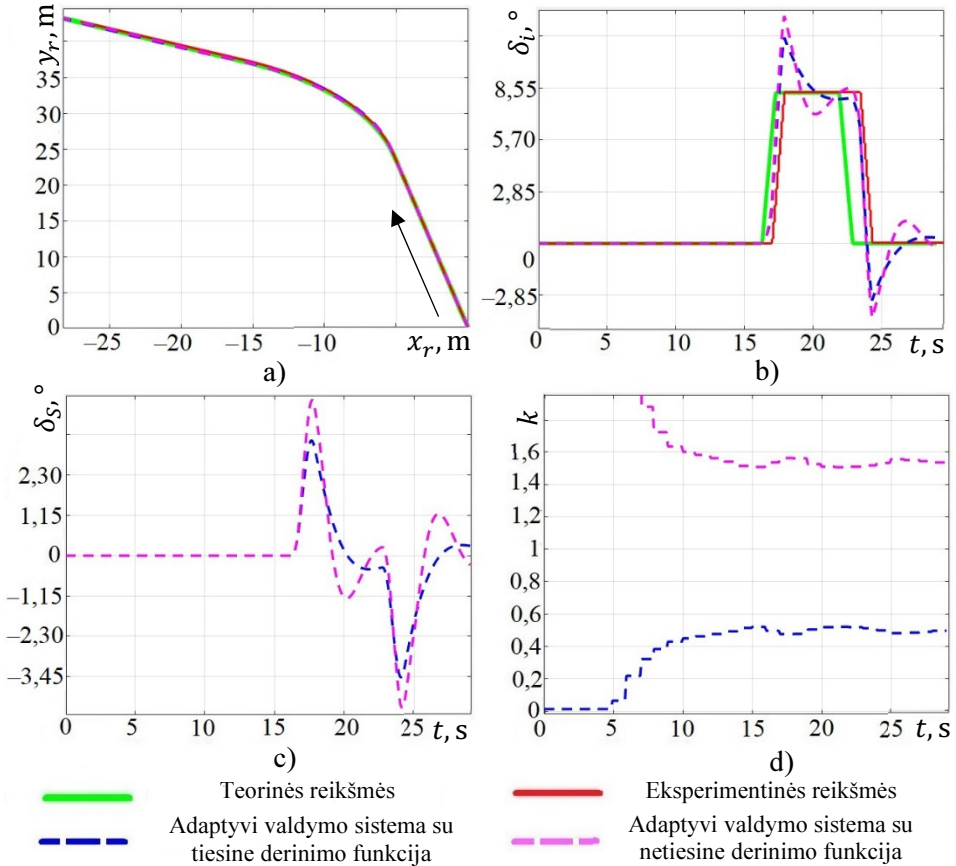 y_r, m
35
30
25
20
15
10
5
0
–25
–20
–15
–10
x_r, m
a)
δ_i, °
8,55
5,70
2,85
0
–2,85
0
5
10
15
20
25
t, s
b)
δ_S, °
2,30
1,15
0
–1,15
–2,30
–3,45
0
5
10
15
20
25
t, s
c)
k
1,6
1,4
1,2
1
0,8
0,6
0,4
0,2
0
0
5
10
15
20
25
t, s
d)
Teorinės reikšmės
Eksperimentinės reikšmės
Adaptyvi valdymo sistema su
tiesine derinimo funkcija
Adaptyvi valdymo sistema su
netiesine derinimo funkcija